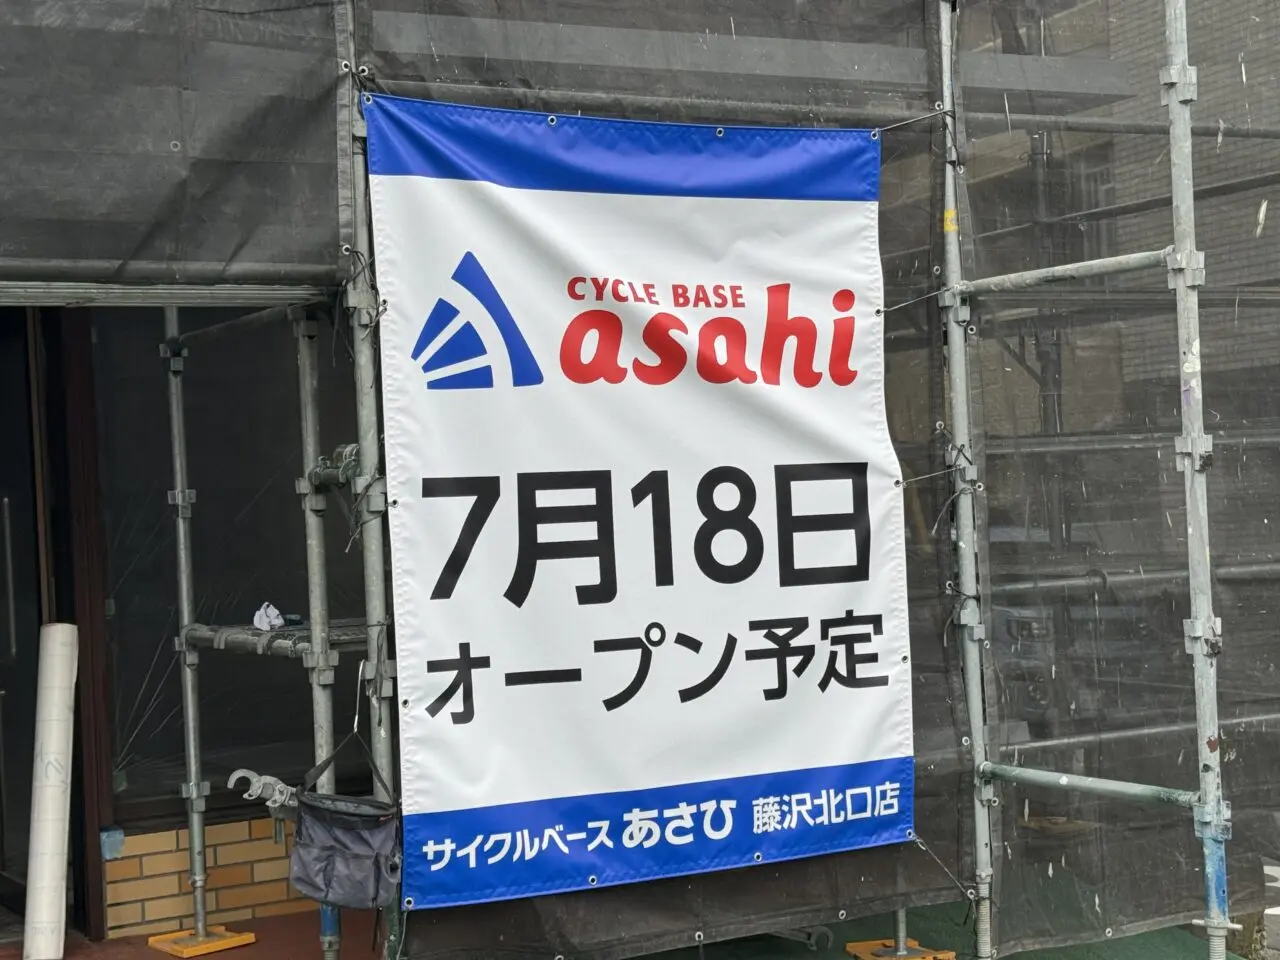 CYCLE BASE
asahi
7月18日
オープン予定
サイクルベースあさひ 藤沢北口店